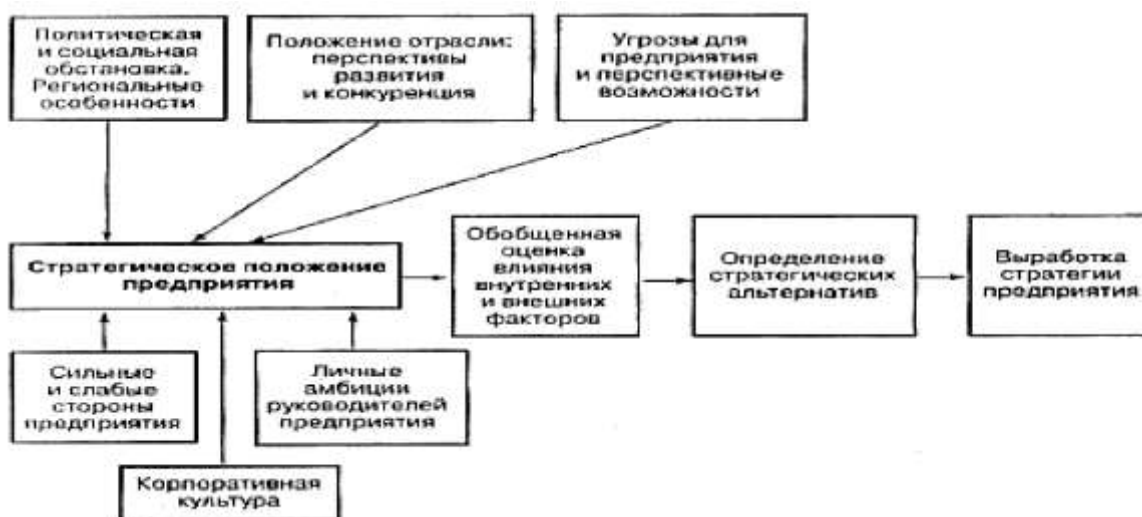 Политическая
и социальная
обстановка.
Региональные
особенности
Положение отрасли:
перспективы
развития
и конкуренция
Угрозы для
предприятия
и перспективные
возможности
Стратегическое положение
предприятия
Обобщенная
оценка
влияния
внутренних
и внешних
факторов
Определение
стратегических
альтернатив
Выработка
стратегии
предприятия
Сильные
и слабые
стороны
предприятия
Личные
амбиции
руководителей
предприятия
Корпоративная
культура